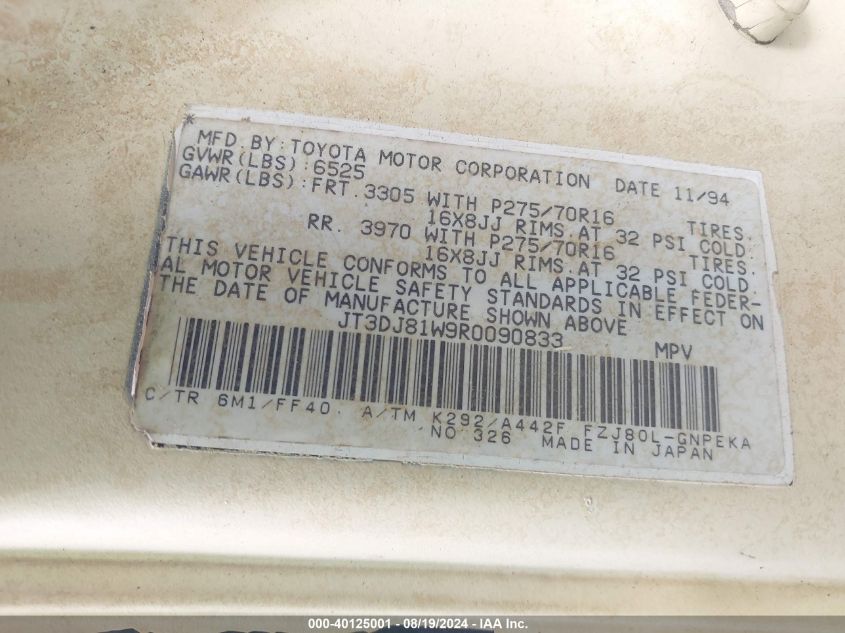 *
MFD.BY:TOYOTA MOTOR CORPORATION DATE 11/94
GVWR(LBS):6525
GAWR(LBS):FRT.3305 WITH P275/70R16 TIRES.
16X8JJ RIMS.AT 32 PSI COLD.
RR. 3970 WITH P275/70R16 TIRES.
16X8JJ RIMS.AT 32 PSI COLD.
THIS VEHICLE CONFORMS TO ALL APPLICABLE FEDER-
AL MOTOR VEHICLE SAFETY STANDARDS IN EFFECT ON
THE DATE OF MANUFACTURE SHOWN ABOVE
JT3DJ81W9R0090833 MPV
C/TR 6M1/FF40 A/TM K292/A442F FZJ80L-GNPEKA
NO 326 MADE IN JAPAN
000-40125001 - 08/19/2024 - IAA Inc.